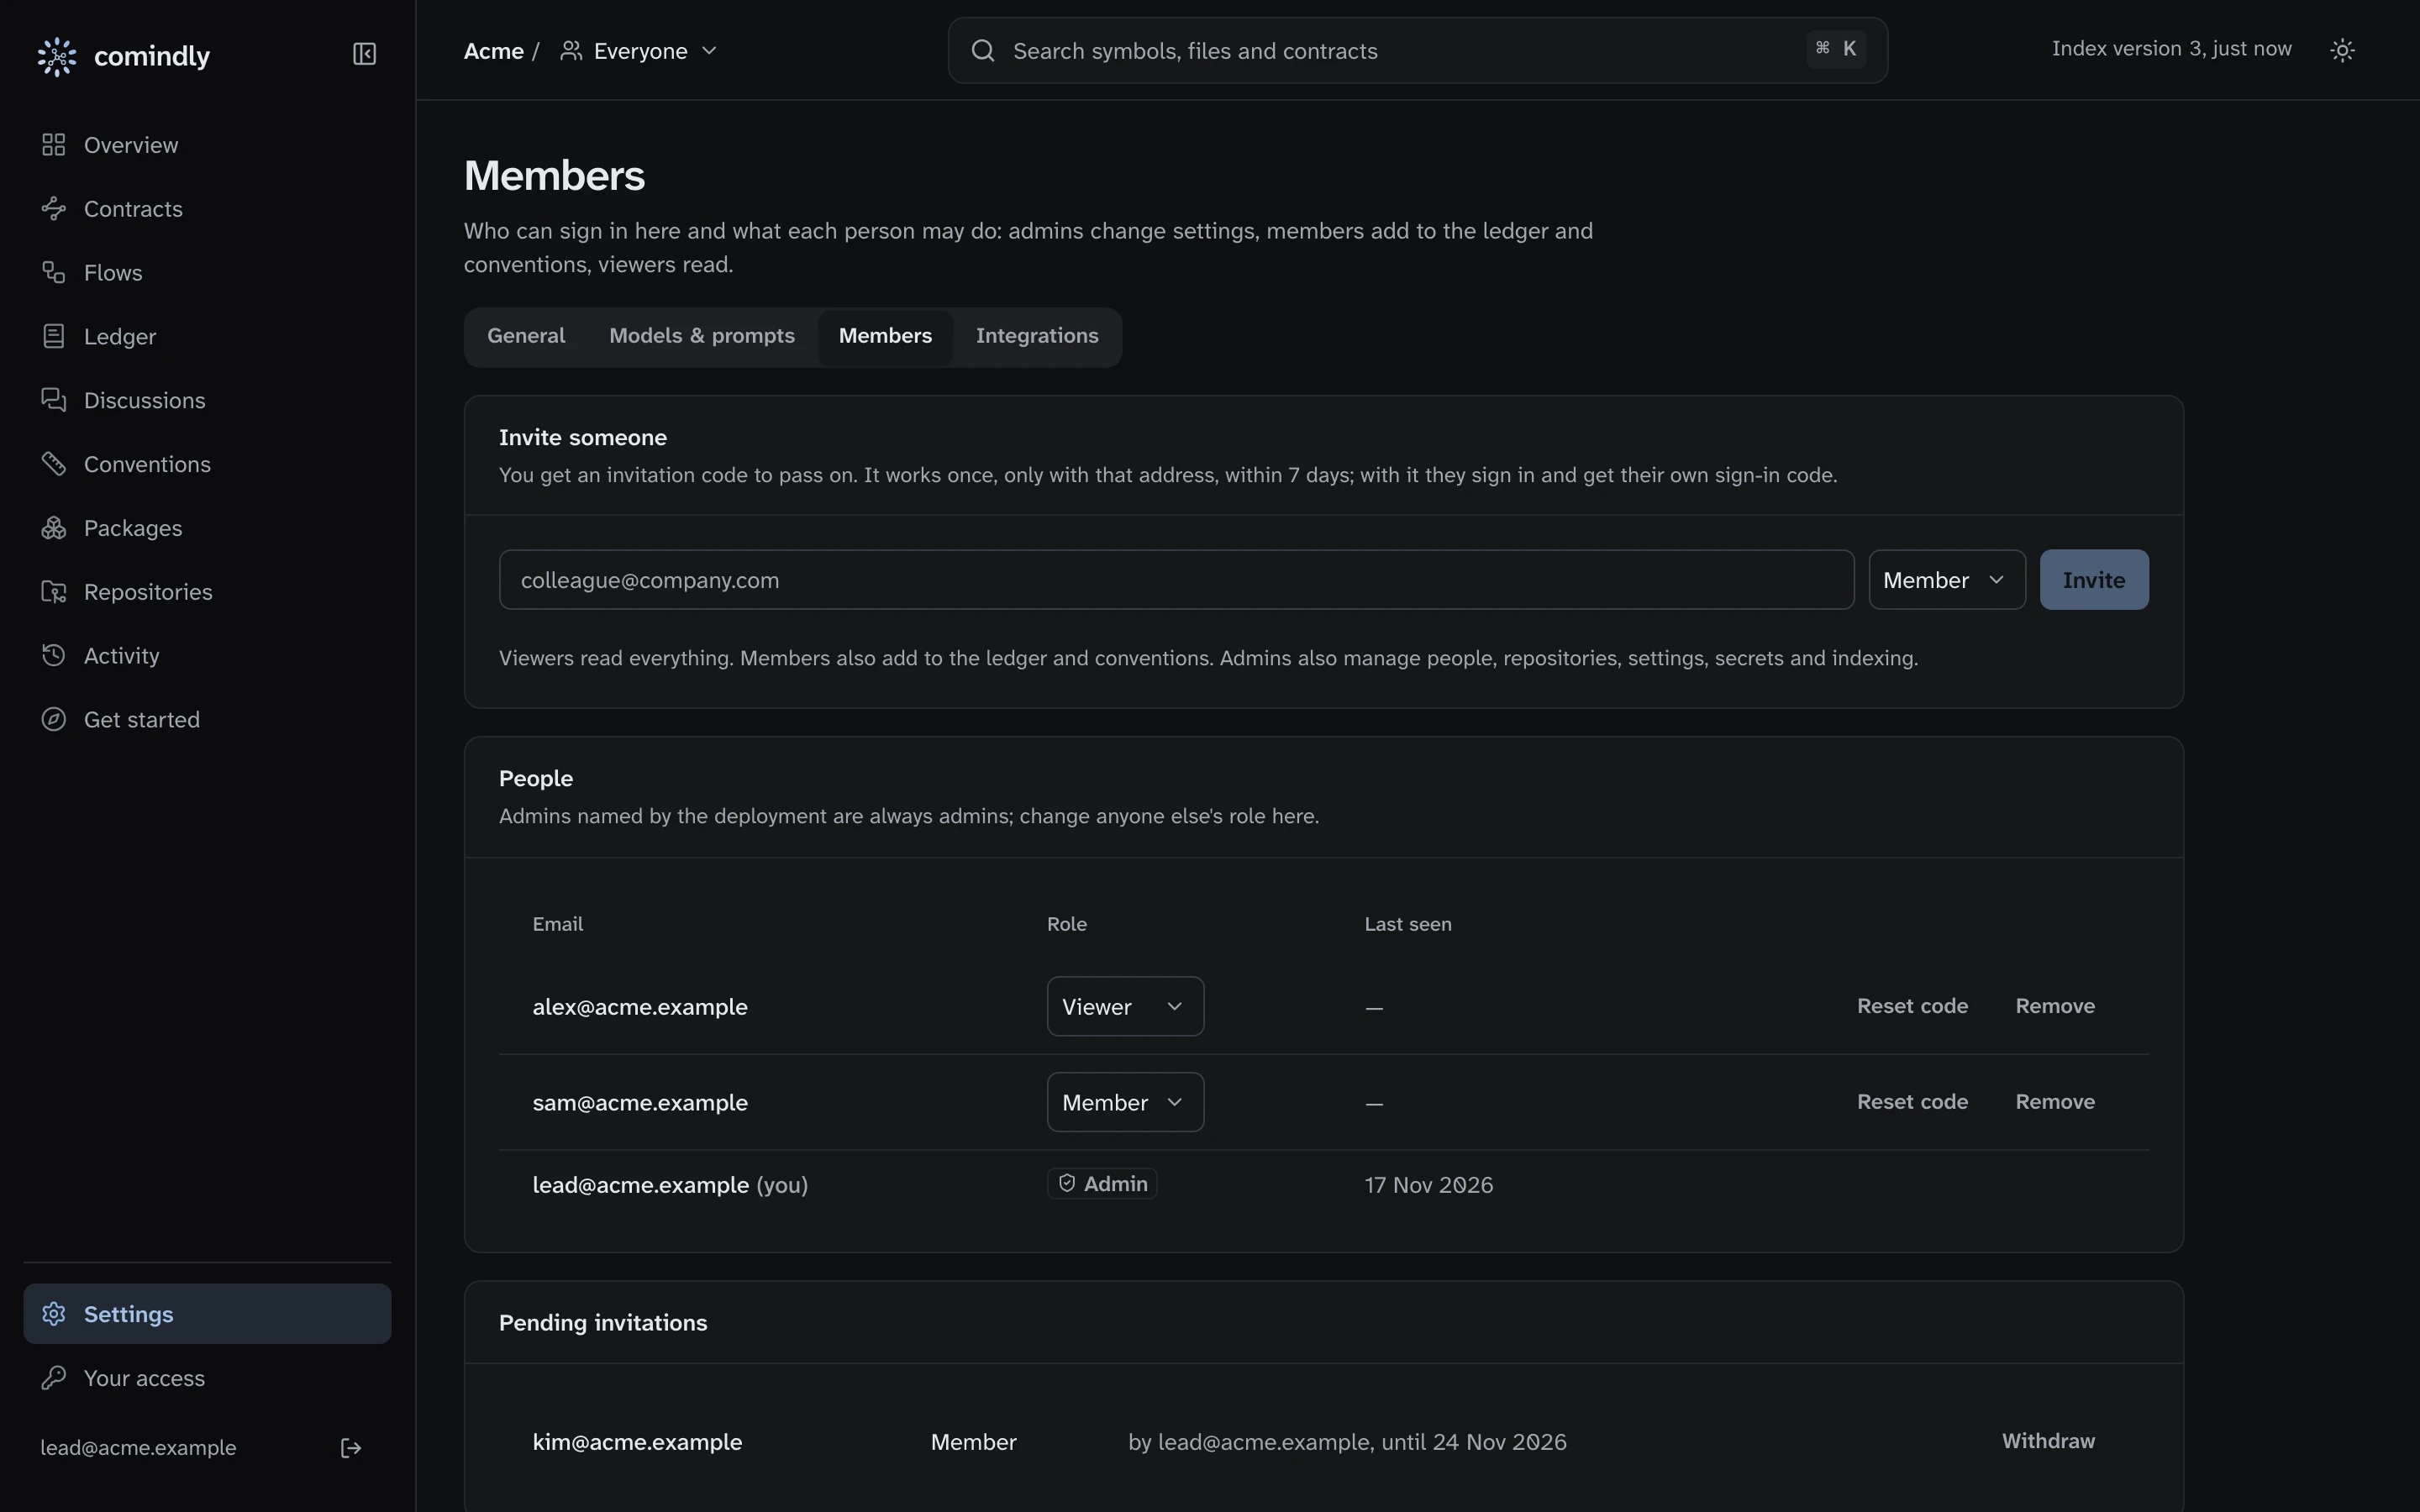 comindly
Acme / Everyone
Search symbols, files and contracts
⌘ K
Index version 3, just now
Overview
Contracts
Flows
Ledger
Discussions
Conventions
Packages
Repositories
Activity
Get started
Settings
Your access
lead@acme.example
Members
Who can sign in here and what each person may do: admins change settings, members add to the ledger and
conventions, viewers read.
General Models & prompts Members Integrations
Invite someone
You get an invitation code to pass on. It works once, only with that address, within 7 days; with it they sign in and get their own sign-in code.
colleague@company.com Member Invite
Viewers read everything. Members also add to the ledger and conventions. Admins also manage people, repositories, settings, secrets and indexing.
People
Admins named by the deployment are always admins; change anyone else's role here.
Email Role Last seen
alex@acme.example Viewer — Reset code Remove
sam@acme.example Member — Reset code Remove
lead@acme.example (you) Admin 17 Nov 2026
Pending invitations
kim@acme.example Member by lead@acme.example, until 24 Nov 2026 Withdraw